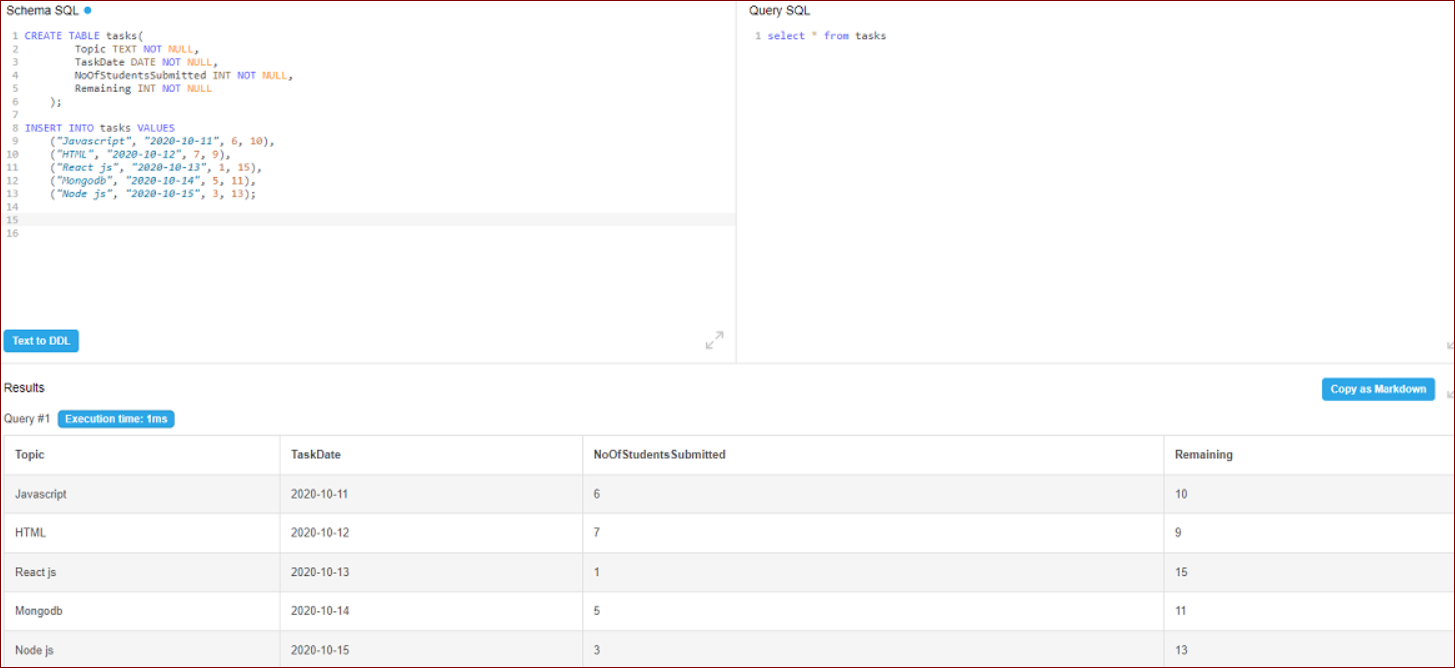 Schema SQL
1 CREATE TABLE tasks(
2 Topic TEXT NOT NULL,
3 TaskDate DATE NOT NULL,
4 NoOfStudentsSubmitted INT NOT NULL,
5 Remaining INT NOT NULL
6 );
7
8 INSERT INTO tasks VALUES
9 ("Javascript", "2020-10-11", 6, 10),
10 ("HTML", "2020-10-12", 7, 9),
11 ("React js", "2020-10-13", 1, 15),
12 ("Mongodb", "2020-10-14", 5, 11),
13 ("Node js", "2020-10-15", 3, 13);
14
15
16
Text to DDL
Query SQL
1 select * from tasks
Results
Copy as Markdown
Query #1 Execution time: 1ms
Topic TaskDate NoOfStudentsSubmitted Remaining
Javascript 2020-10-11 6 10
HTML 2020-10-12 7 9
React js 2020-10-13 1 15
Mongodb 2020-10-14 5 11
Node js 2020-10-15 3 13